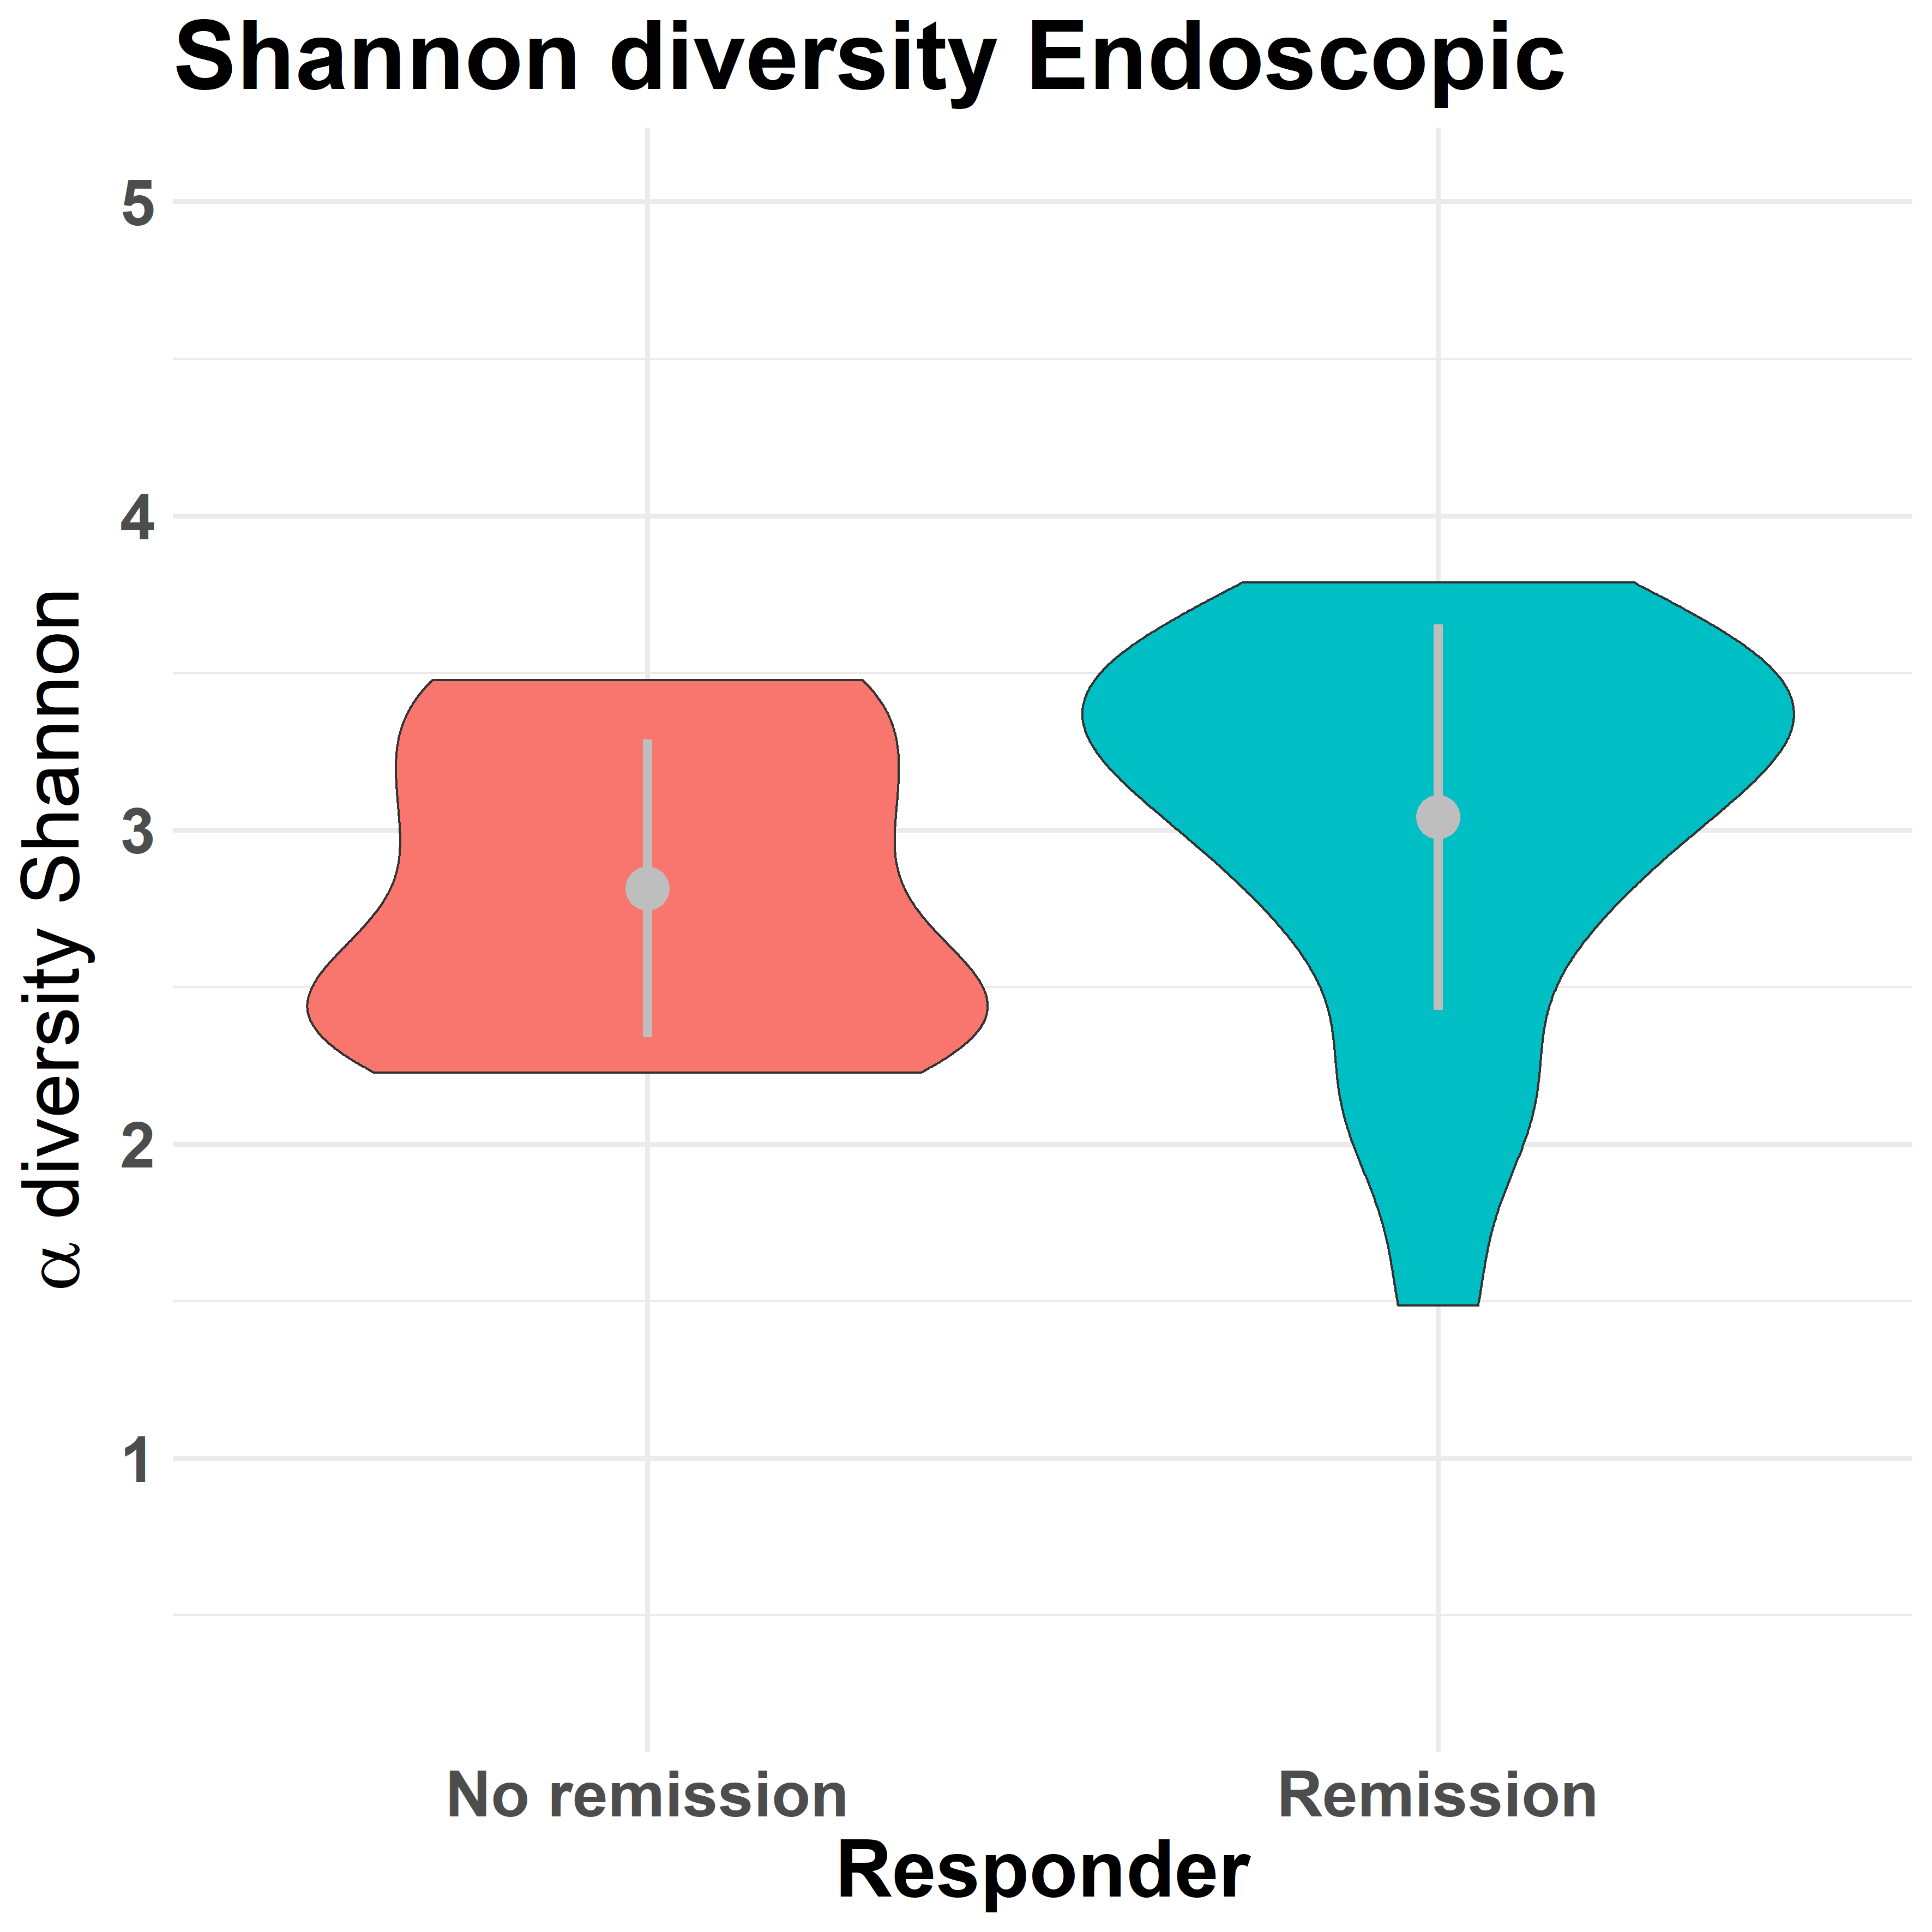 Shannon diversity Endoscopic
α diversity Shannon
5
4
3
2
1
No remission
Remission
Responder